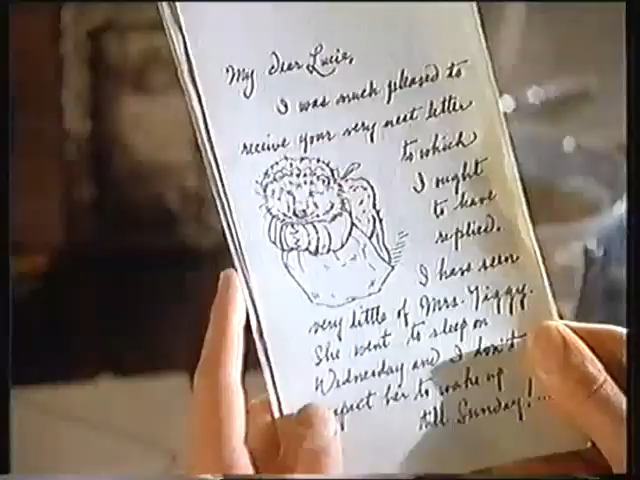 My dear Lucie,
I was much pleased to
receive your very neat letter
to which
I ought
to have
replied.
I have seen
very little of Mrs. Tiggy.
She went to sleep on
Wednesday and I don't
expect her to wake up
till Sunday!...